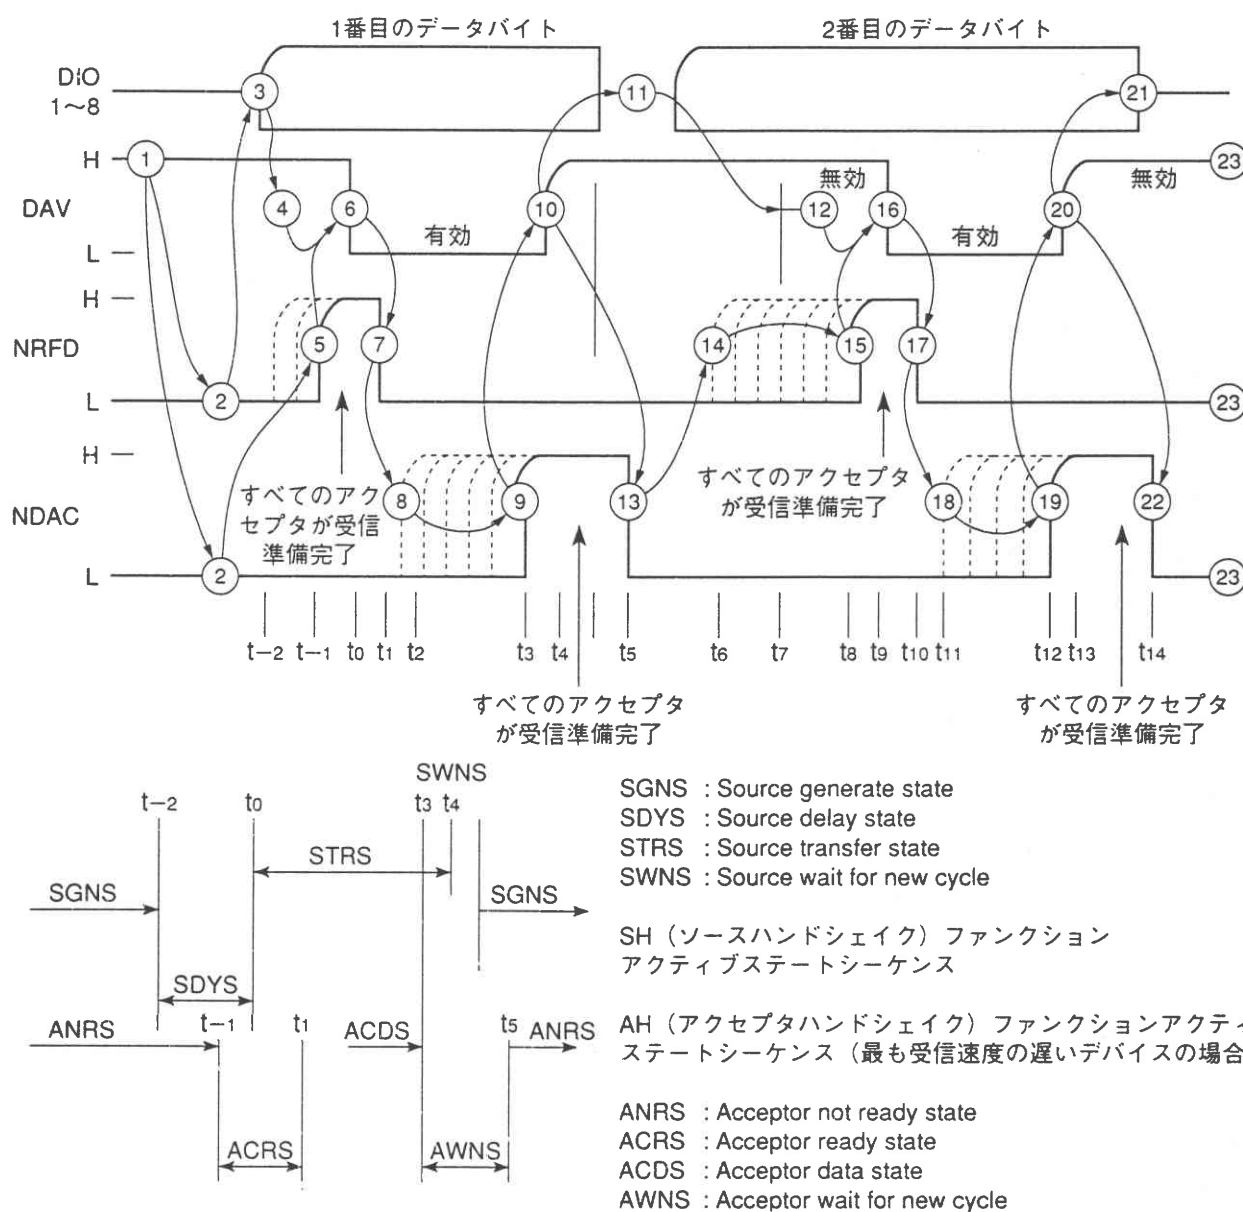 1番目のデータバイト
2番目のデータバイト
DIO
1〜8
3
11
21
H
1
無効
無効
23
DAV
4
6
10
12
16
20
L
有効
有効
H
NRFD
5
7
14
15
17
L
2
23
H
すべてのアク
セプタが受信
準備完了
すべてのアクセプタ
が受信準備完了
NDAC
8
9
13
18
19
22
L
2
23
t−2
t−1
t0
t1
t2
t3
t4
t5
t6
t7
t8
t9
t10
t11
t12
t13
t14
すべてのアクセプタ
が受信準備完了
すべてのアクセプタ
が受信準備完了
SWNS
t−2
t0
t3
t4
STRS
SGNS
SGNS
SDYS
ANRS
t−1
t1
ACDS
t5
ANRS
ACRS
AWNS
SGNS : Source generate state
SDYS : Source delay state
STRS : Source transfer state
SWNS : Source wait for new cycle
SH（ソースハンドシェイク）ファンクション
アクティブステートシーケンス
AH（アクセプタハンドシェイク）ファンクションアクティ
ステートシーケンス（最も受信速度の遅いデバイスの場合
ANRS : Acceptor not ready state
ACRS : Acceptor ready state
ACDS : Acceptor data state
AWNS : Acceptor wait for new cycle